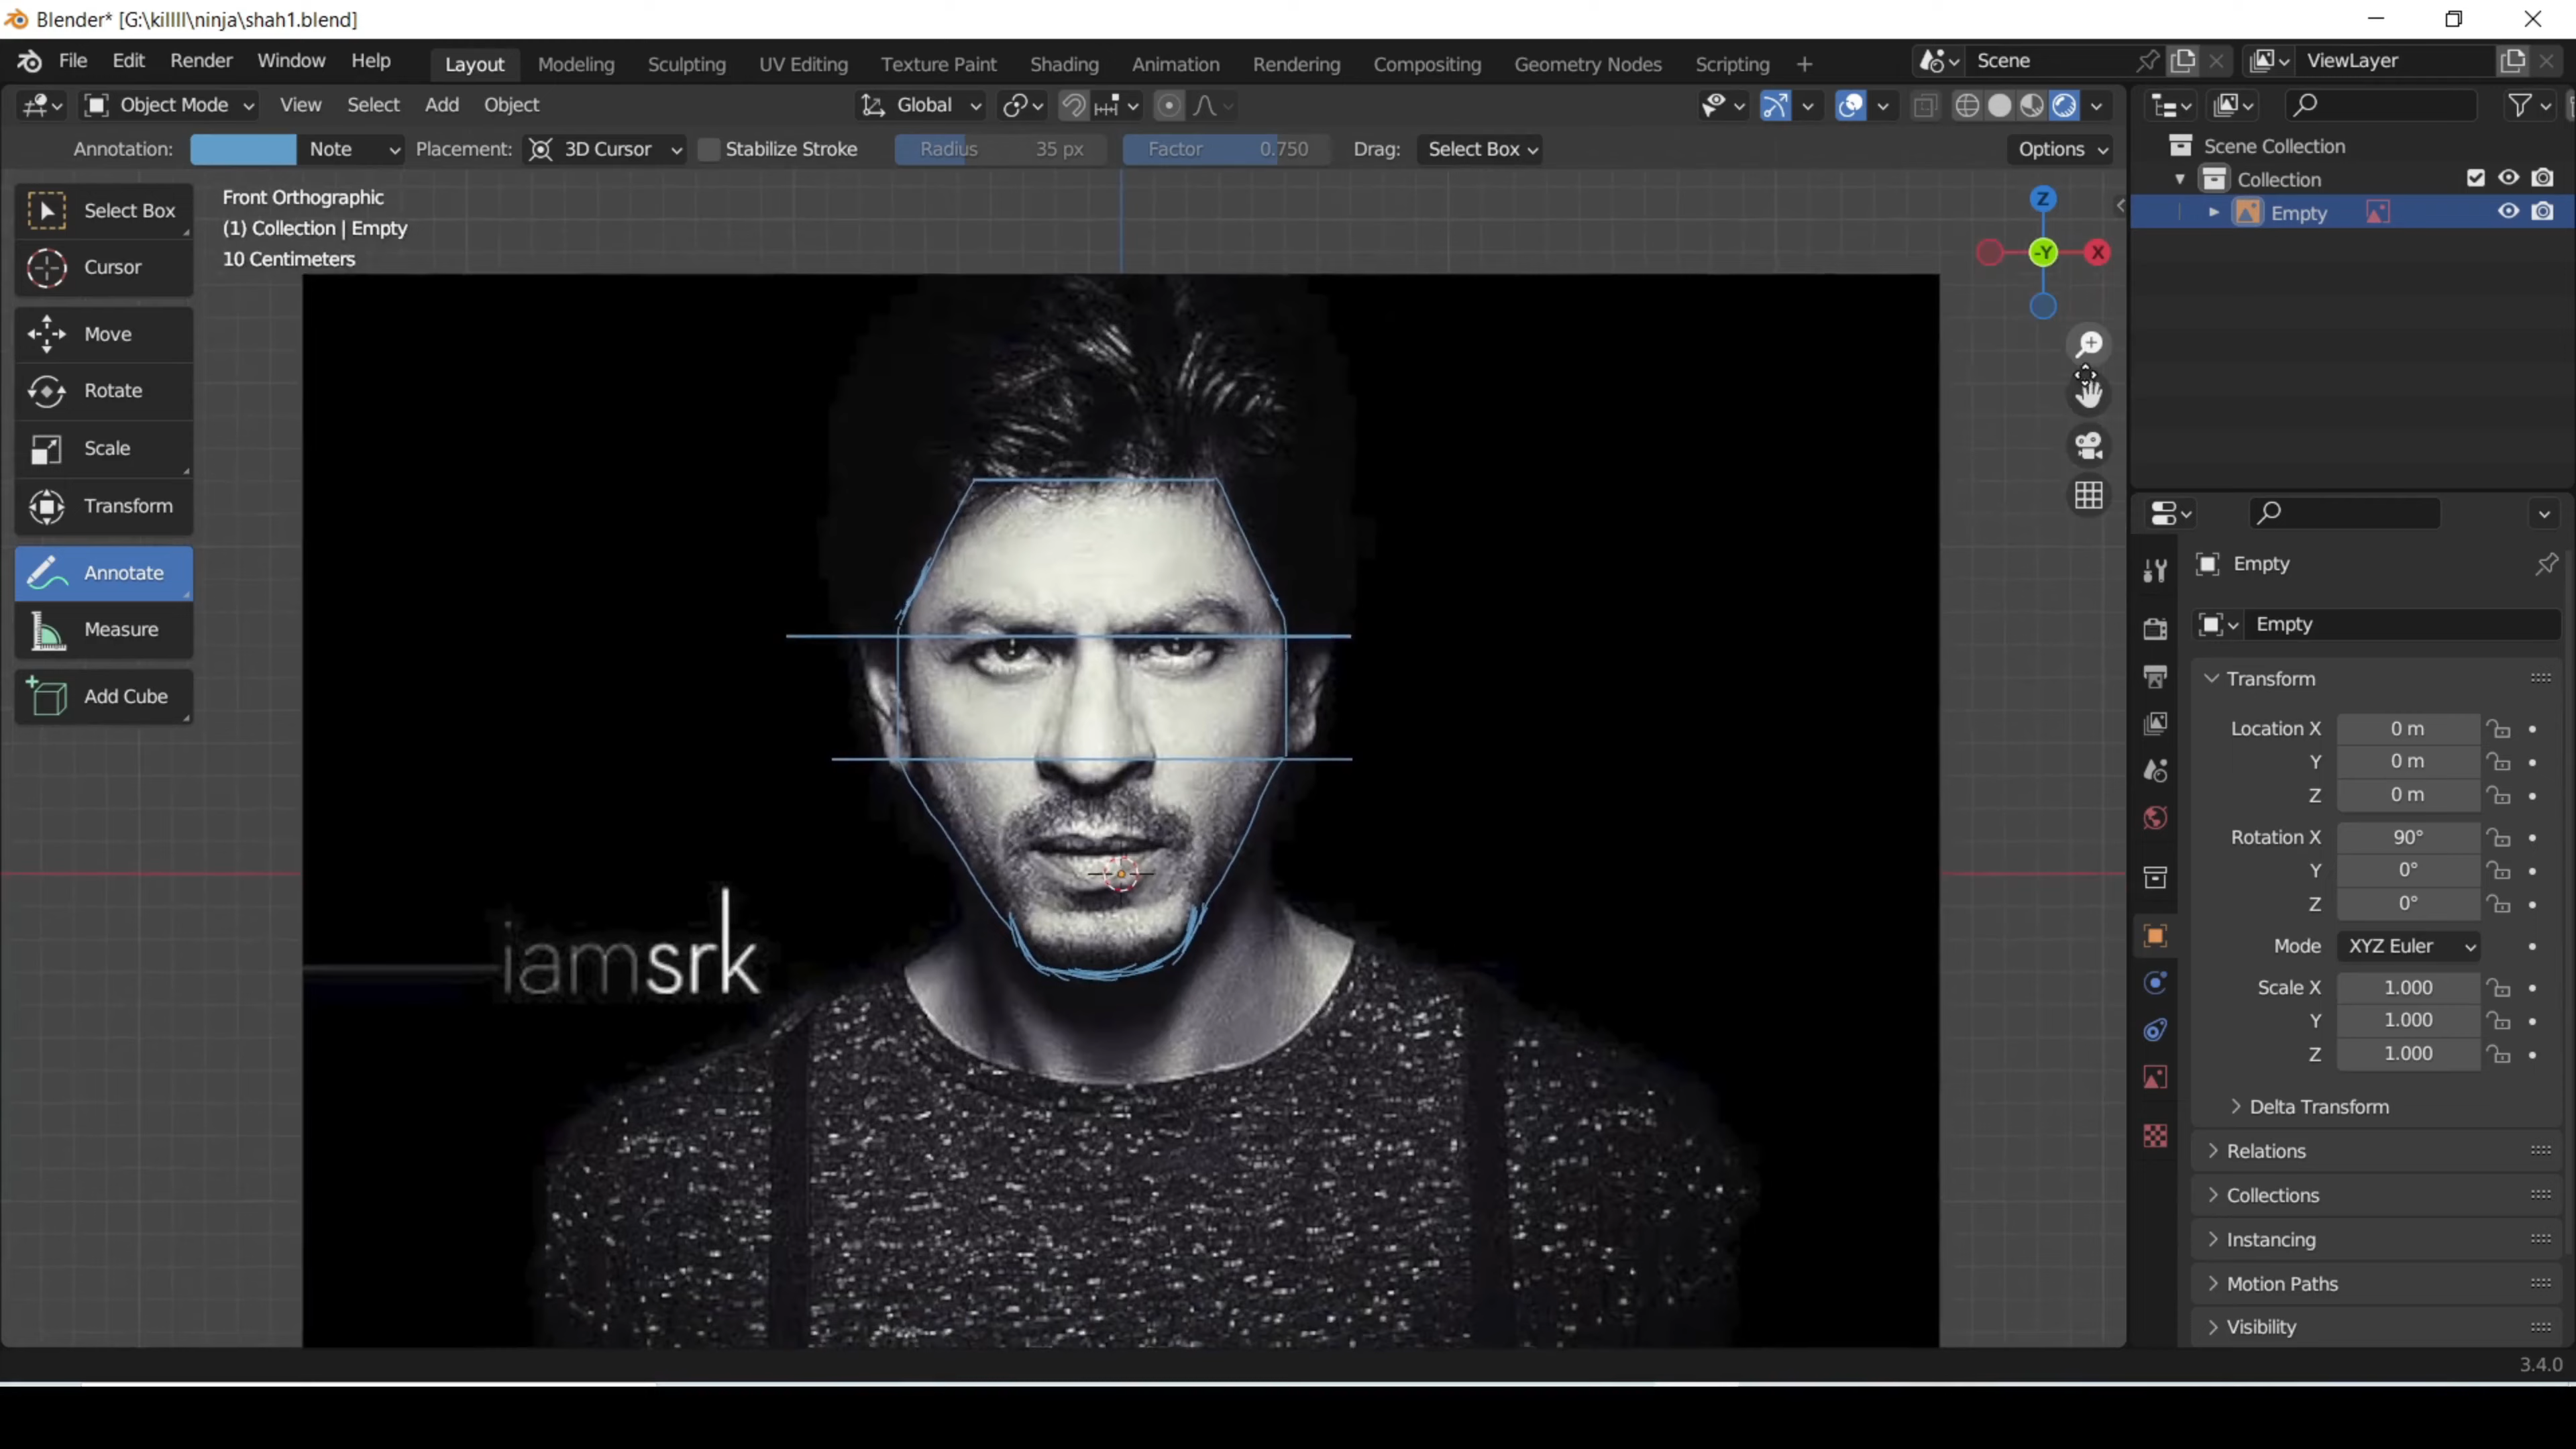 Blender* [G:\killll\ninja\shah1.blend]
File Edit Render Window Help Layout Modeling Sculpting UV Editing Texture Paint Shading Animation Rendering Compositing Geometry Nodes Scripting + Scene ViewLayer
Object Mode View Select Add Object Global
Annotation: Note Placement: 3D Cursor Stabilize Stroke Radius 35 px Factor 0.750 Drag: Select Box Options
Scene Collection
Collection
Empty
Select Box
Cursor
Move
Rotate
Scale
Transform
Annotate
Measure
Add Cube
Front Orthographic
(1) Collection | Empty
10 Centimeters
Z
-Y
X
iamsrk
Empty
Empty
Transform
Location X 0 m
Y 0 m
Z 0 m
Rotation X 90°
Y 0°
Z 0°
Mode XYZ Euler
Scale X 1.000
Y 1.000
Z 1.000
Delta Transform
Relations
Collections
Instancing
Motion Paths
Visibility
3.4.0